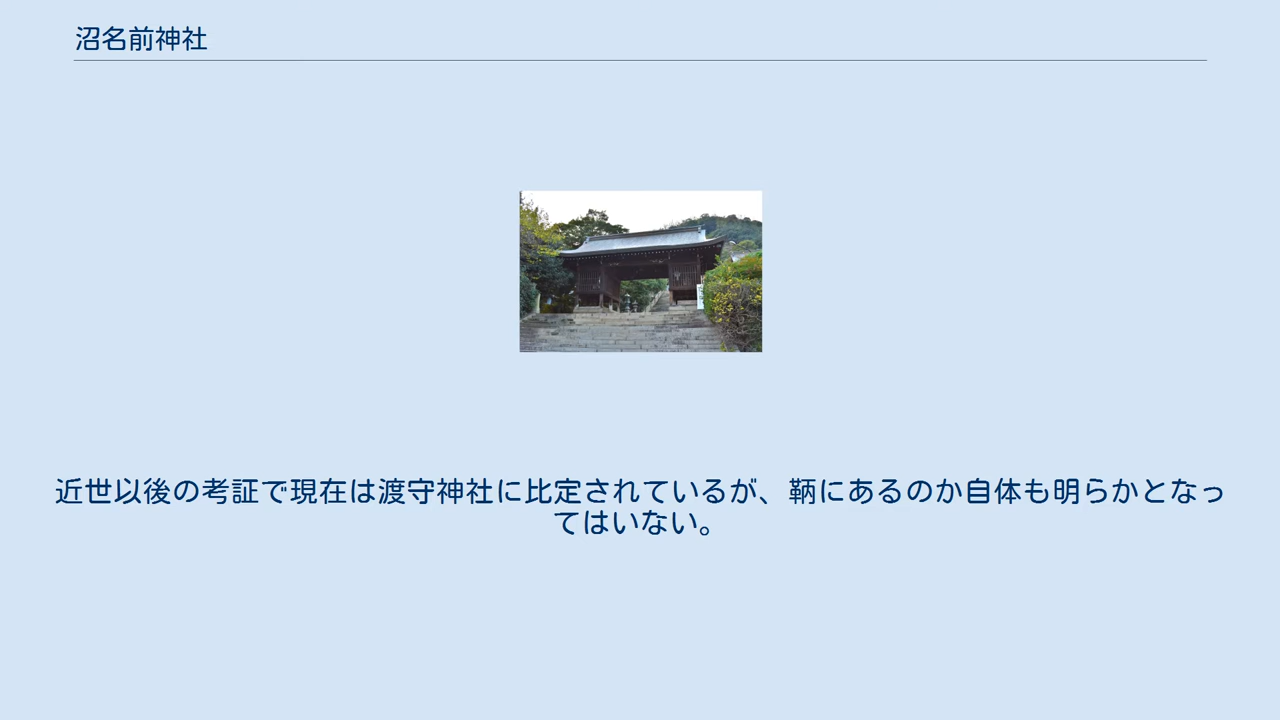 沼名前神社
近世以後の考証で現在は渡守神社に比定されているが、鞆にあるのか自体も明らかとなっ
てはいない。